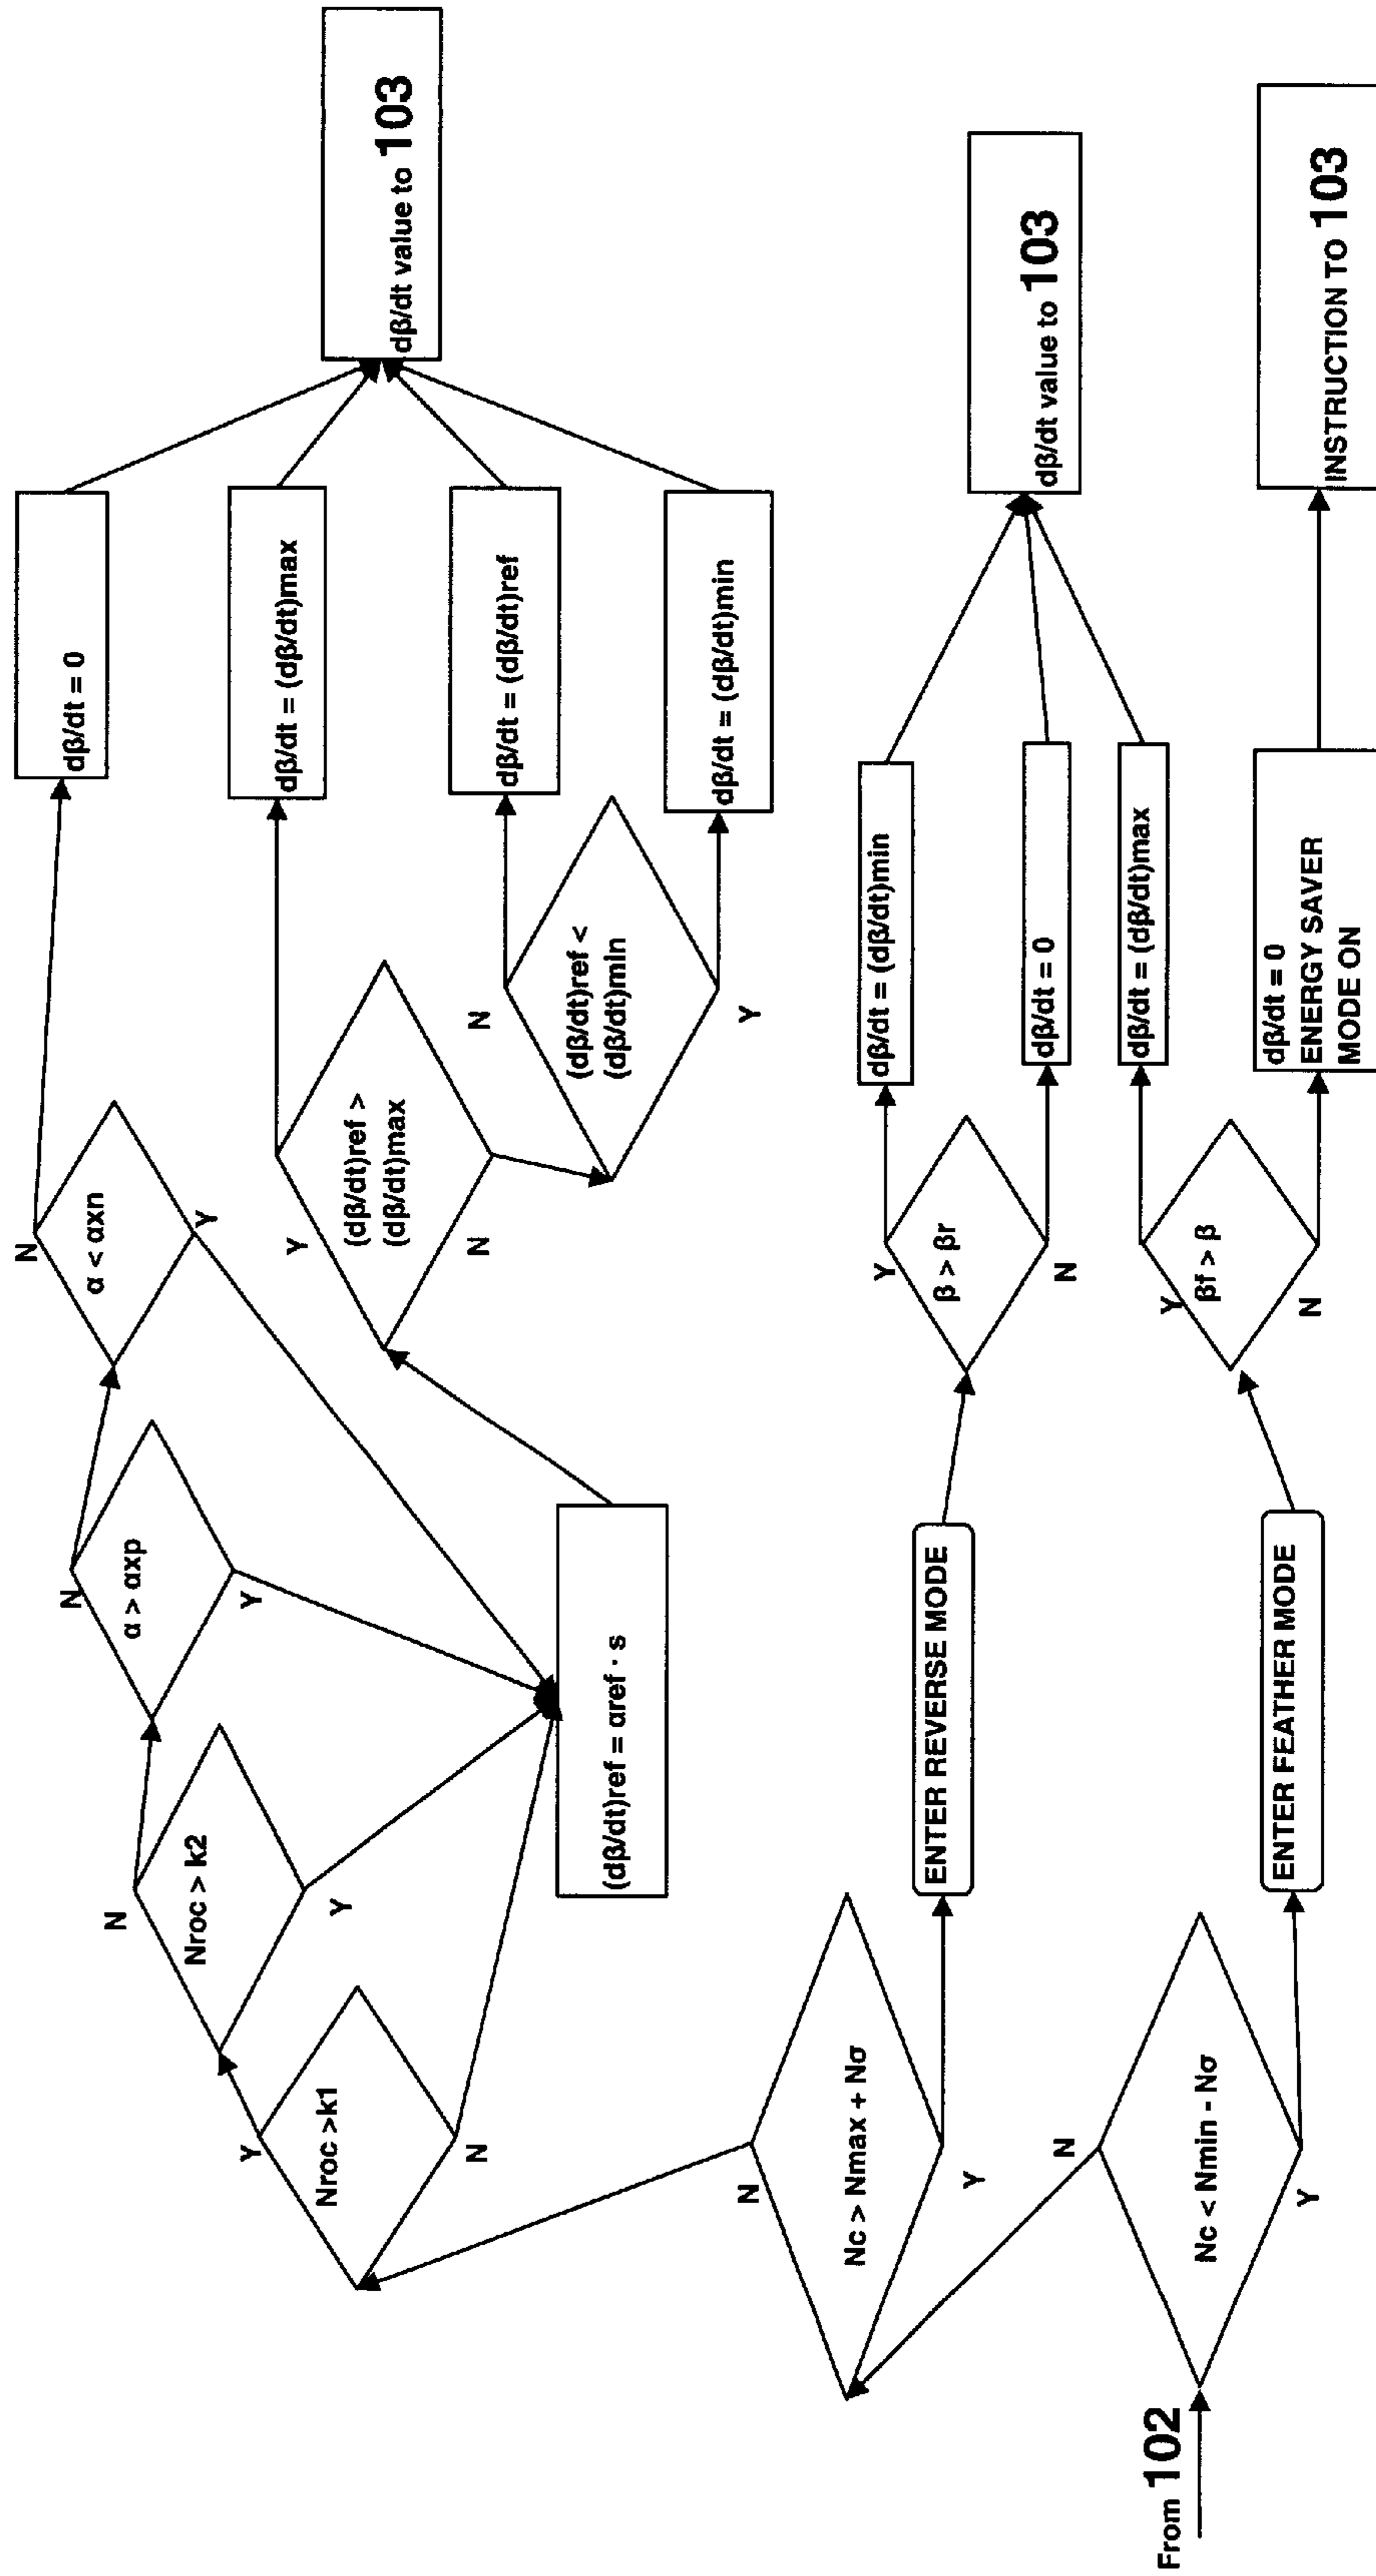 From 102
Nc < Nmin - Nσ
N
Y
Nc > Nmax + Nσ
N
Y
Nroc >k1
Y
N
Nroc > k2
N
Y
α > αxp
N
Y
α < αxn
N
Y
(dβ/dt)ref = αref · s
(dβ/dt)ref >
(dβ/dt)max
Y
N
(dβ/dt)ref <
(dβ/dt)min
N
Y
dβ/dt = 0
dβ/dt = (dβ/dt)max
dβ/dt = (dβ/dt)ref
dβ/dt = (dβ/dt)min
dβ/dt value to 103
ENTER REVERSE MODE
β > βr
Y
N
dβ/dt = (dβ/dt)min
dβ/dt = 0
dβ/dt = (dβ/dt)max
dβ/dt value to 103
ENTER FEATHER MODE
βf > β
Y
N
dβ/dt = 0
ENERGY SAVER
MODE ON
INSTRUCTION TO 103